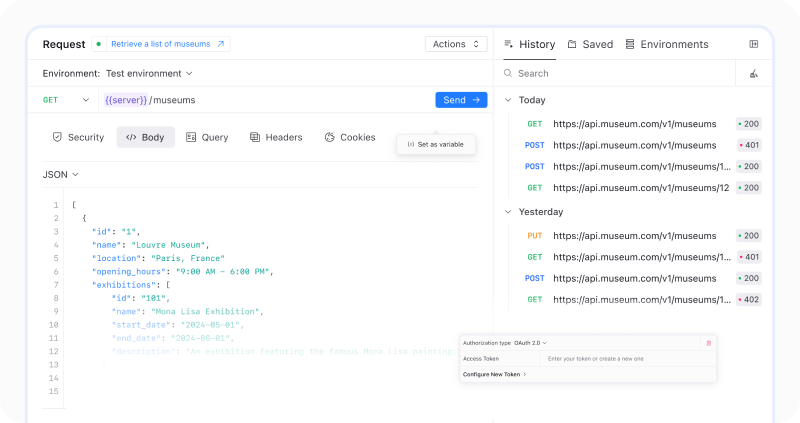 Request
Retrieve a list of museums
Actions
Environment: Test environment
GET {{server}}/museums
Send
Security Body Query Headers Cookies
Set as variable
JSON
1 [
2 {
3 "id": "1",
4 "name": "Louvre Museum",
5 "location": "Paris, France"
6 "opening_hours": "9:00 AM – 6:00 PM",
7 "exhibitions": [
8 "id": "101",
9 "name": "Mona Lisa Exhibition",
10 "start_date": "2024-05-01",
11 "end_date": "2024-06-01",
12 "description": "An exhibition featuring the famous Mona Lisa painting.
13
14
15
History Saved Environments
Search
Today
GET https://api.museum.com/v1/museums 200
POST https://api.museum.com/v1/museums 401
POST https://api.museum.com/v1/museums/1... 200
GET https://api.museum.com/v1/museums/12 200
Yesterday
PUT https://api.museum.com/v1/museums 200
GET https://api.museum.com/v1/museums/1... 401
POST https://api.museum.com/v1/museums 200
GET https://api.museum.com/v1/museums/1... 402
Authorization type OAuth 2.0
Access Token Enter your token or create a new one
Configure New Token